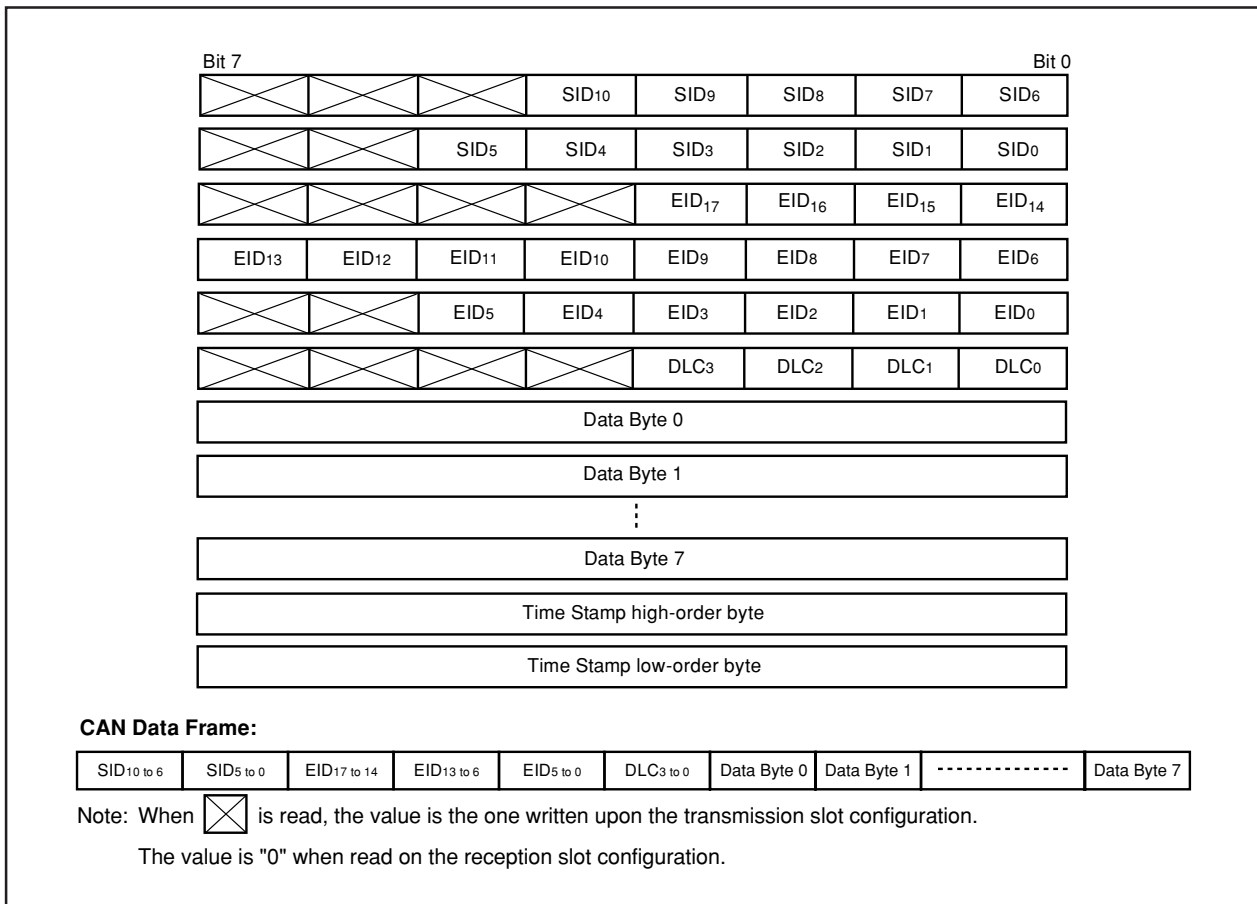 Bit 7 Bit 0
SID10 SID9 SID8 SID7 SID6
SID5 SID4 SID3 SID2 SID1 SID0
EID17 EID16 EID15 EID14
EID13 EID12 EID11 EID10 EID9 EID8 EID7 EID6
EID5 EID4 EID3 EID2 EID1 EID0
DLC3 DLC2 DLC1 DLC0
Data Byte 0
Data Byte 1
Data Byte 7
Time Stamp high-order byte
Time Stamp low-order byte
CAN Data Frame:
SID10 to 6 SID5 to 0 EID17 to 14 EID13 to 6 EID5 to 0 DLC3 to 0 Data Byte 0 Data Byte 1 Data Byte 7
Note: When is read, the value is the one written upon the transmission slot configuration.
The value is "0" when read on the reception slot configuration.